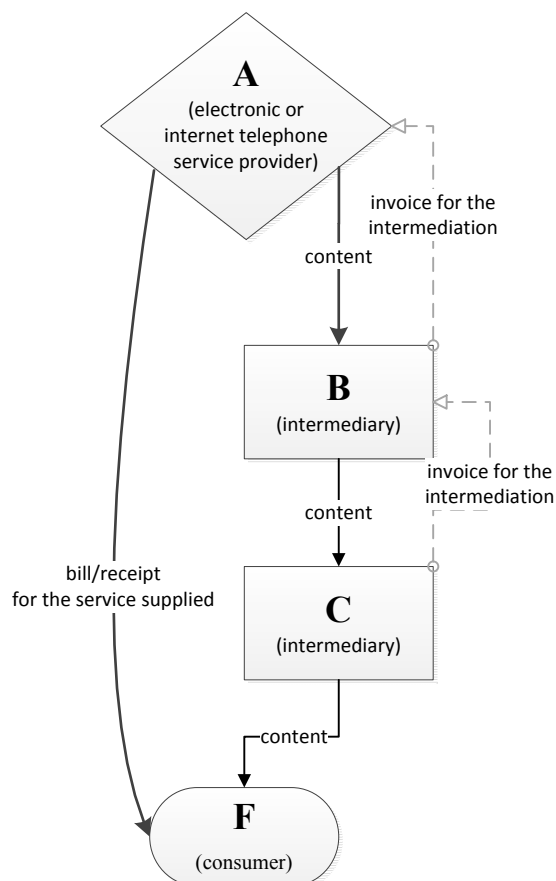 A
(electronic or
internet telephone
service provider)
invoice for the
intermediation
content
B
(intermediary)
invoice for the
intermediation
content
bill/receipt
for the service supplied
C
(intermediary)
content
F
(consumer)